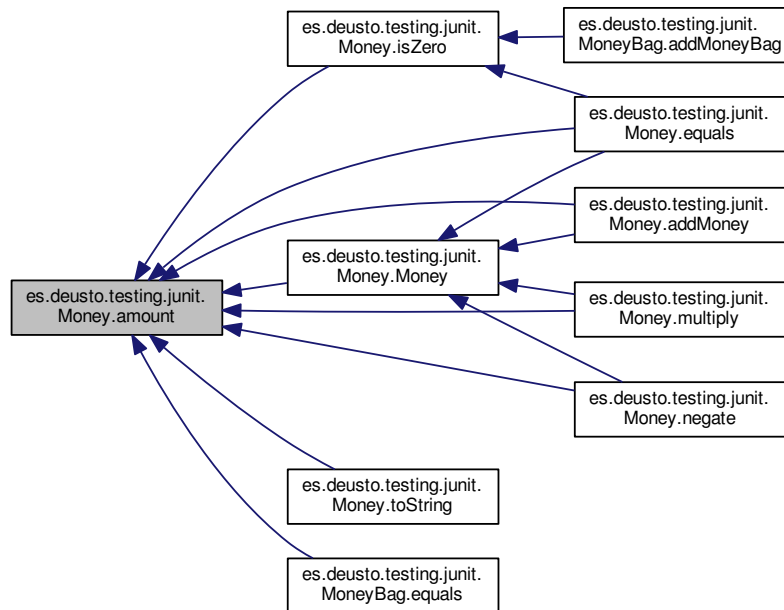 es.deusto.testing.junit.
Money.isZero
es.deusto.testing.junit.
MoneyBag.addMoneyBag
es.deusto.testing.junit.
Money.equals
es.deusto.testing.junit.
Money.addMoney
es.deusto.testing.junit.
Money.Money
es.deusto.testing.junit.
Money.amount
es.deusto.testing.junit.
Money.multiply
es.deusto.testing.junit.
Money.negate
es.deusto.testing.junit.
Money.toString
es.deusto.testing.junit.
MoneyBag.equals